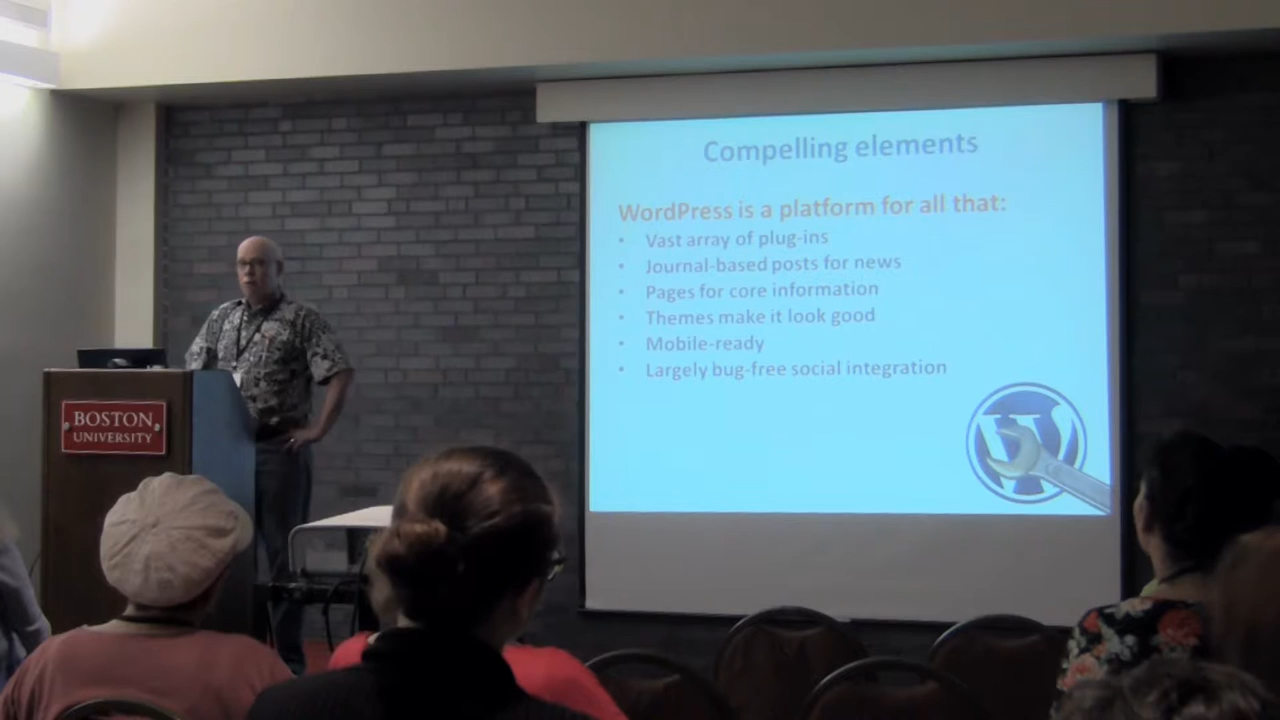 Compelling elements
WordPress is a platform for all that:
• Vast array of plug-ins
• Journal-based posts for news
• Pages for core information
• Themes make it look good
• Mobile-ready
• Largely bug-free social integration
W
BOSTON
UNIVERSITY